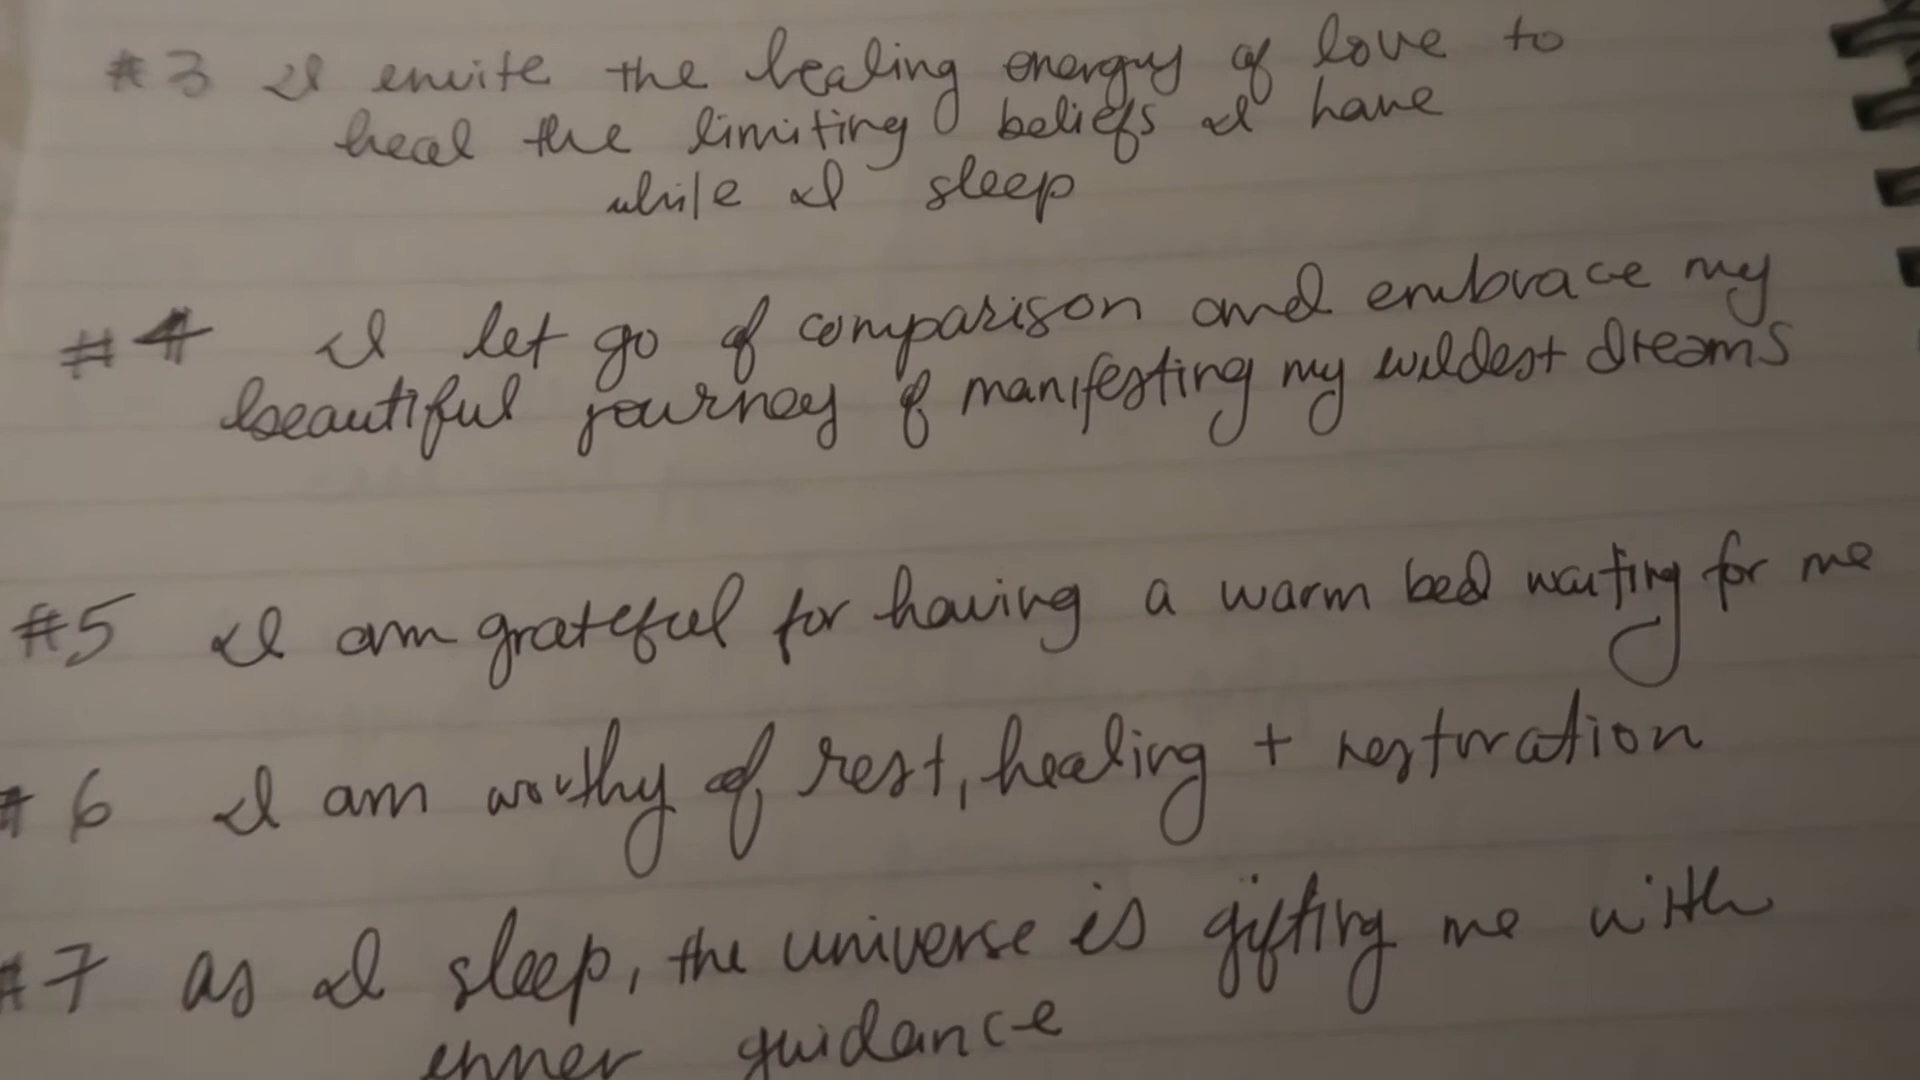 #3 I envite the healing energy of love to
heal the limiting beliefs I have
while I sleep
#4 I let go of comparison and embrace my
beautiful journey of manifesting my wildest dreams
#5 I am grateful for having a warm bed waiting for me
#6 I am worthy of rest, healing + restoration
#7 as I sleep, the universe is gifting me with
enner guidance